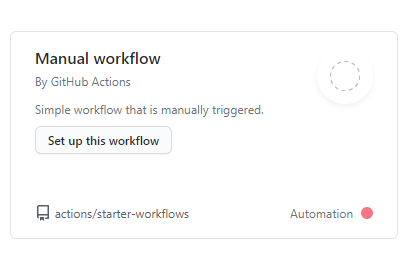 Manual workflow
By GitHub Actions
Simple workflow that is manually triggered.
Set up this workflow
actions/starter-workflows
Automation